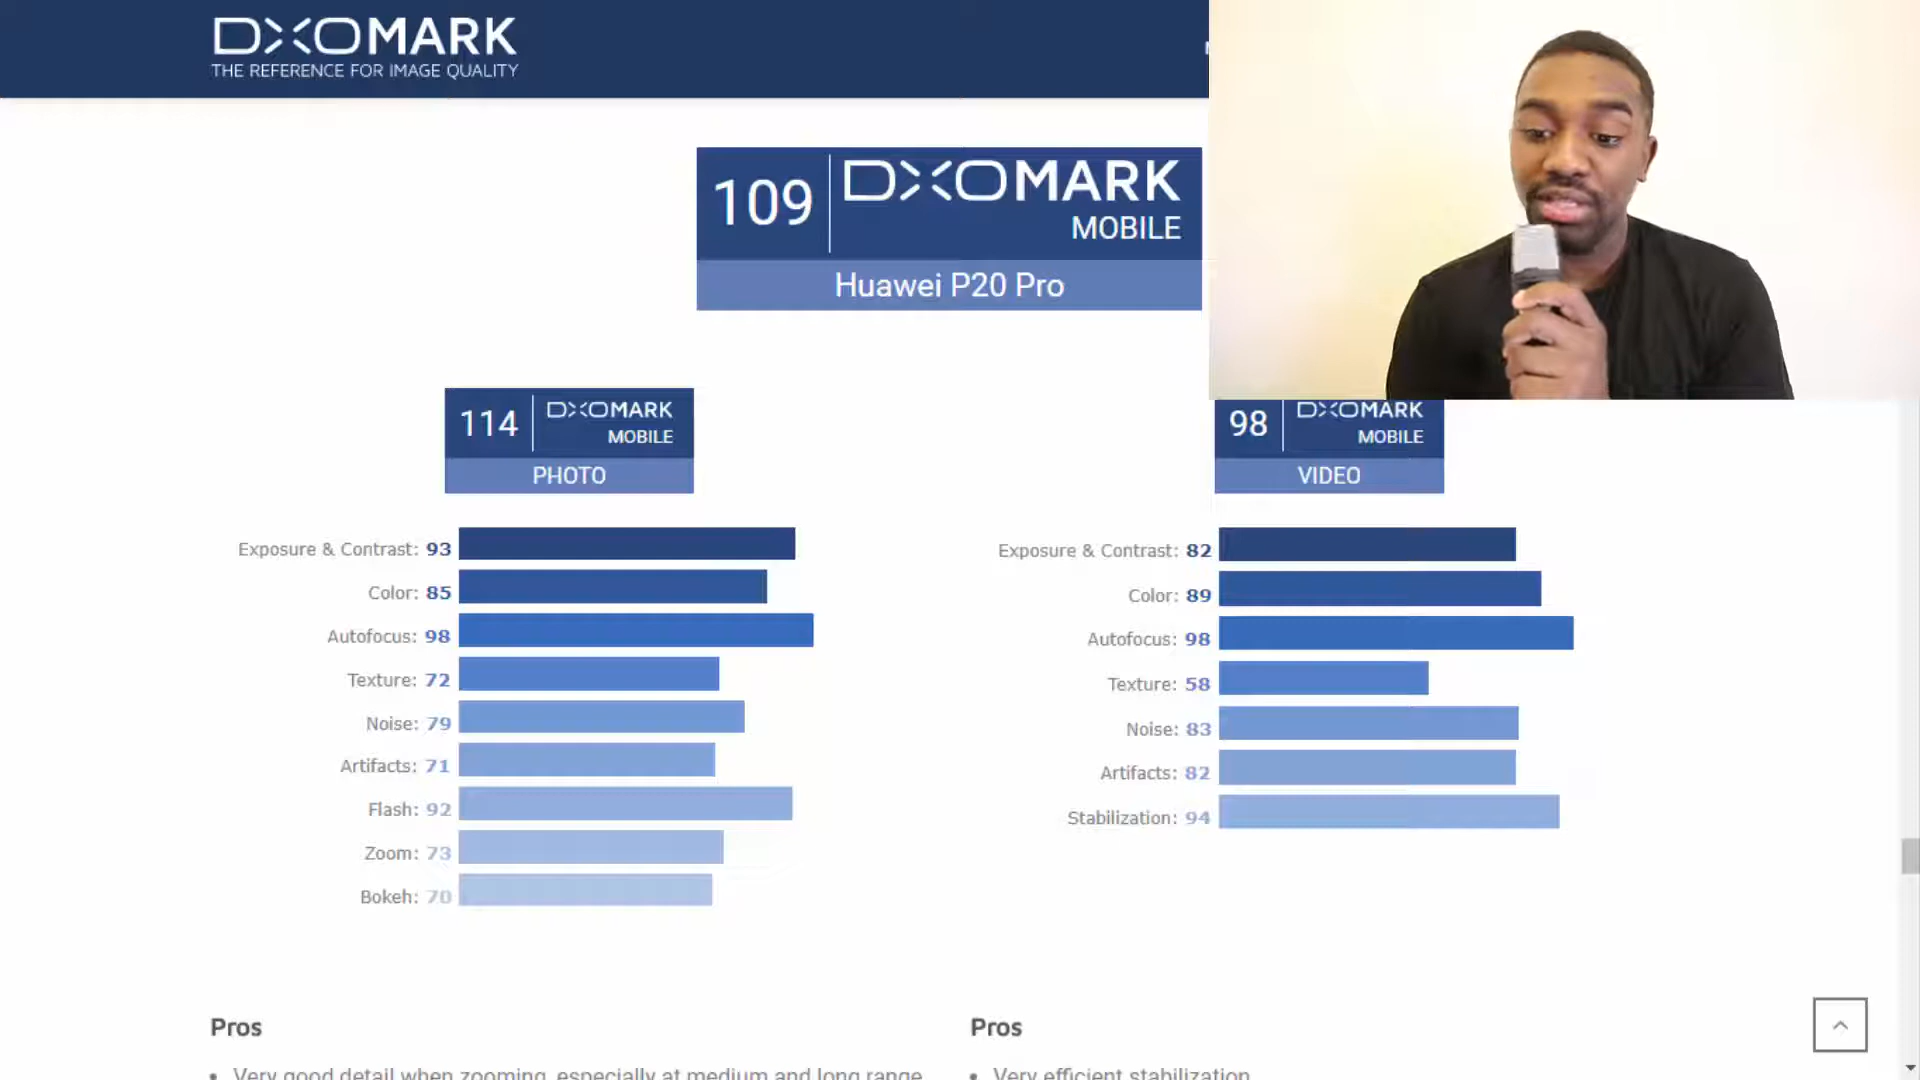 DXOMARK
THE REFERENCE FOR IMAGE QUALITY
109 DXOMARK
MOBILE
Huawei P20 Pro
114 DXOMARK
MOBILE
PHOTO
Exposure & Contrast: 93
Color: 85
Autofocus: 98
Texture: 72
Noise: 79
Artifacts: 71
Flash: 92
Zoom: 73
Bokeh: 70
98 DXOMARK
MOBILE
VIDEO
Exposure & Contrast: 82
Color: 89
Autofocus: 98
Texture: 58
Noise: 83
Artifacts: 82
Stabilization: 94
Pros
• Very good detail when zooming, especially at medium and long range
Pros
• Very efficient stabilization